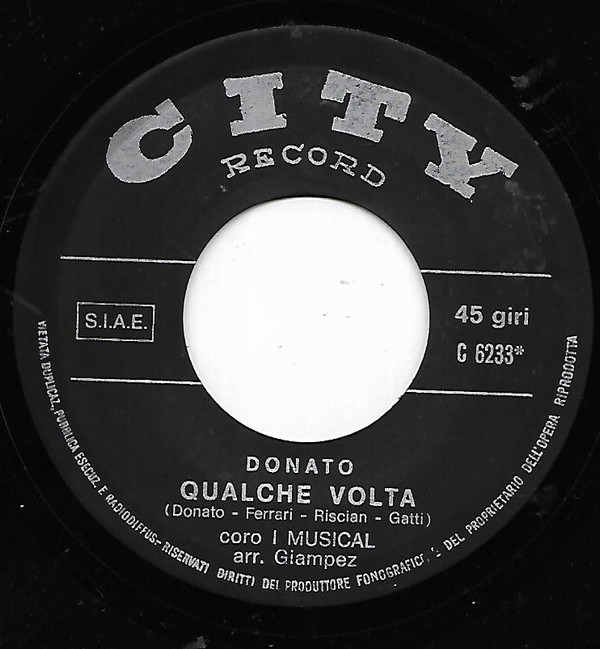 CITY
RECORD
S.I.A.E.
45 giri
C 6233*
DONATO
QUALCHE VOLTA
(Donato - Ferrari - Riscian - Gatti)
coro I MUSICAL
arr. Giampez
VIETATA DUPLICAZ., PUBBLICA ESECUZ. E RADIODIFFUS.- RISERVATI DIRITTI DEL PRODUTTORE FONOGRAFICO, E DEL PROPRIETARIO DELL'OPERA RIPRODOTTA